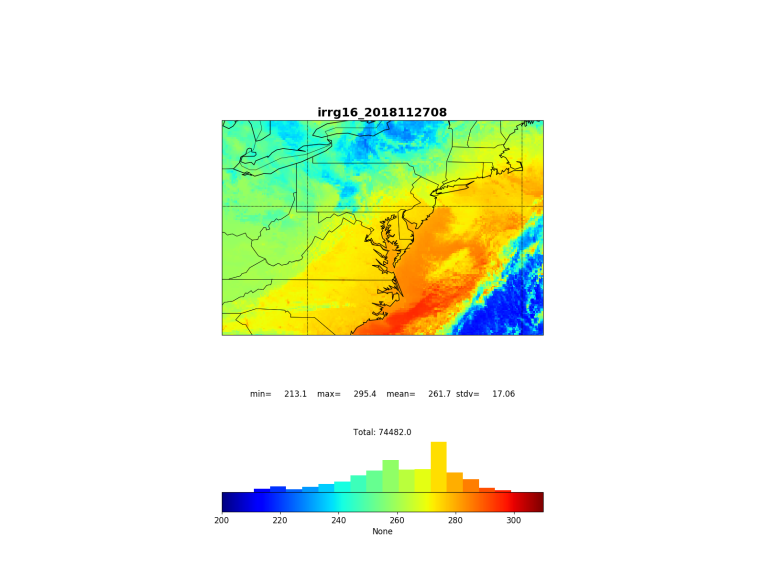 irrg16_2018112708
min= 213.1 max= 295.4 mean= 261.7 stdv= 17.06
Total: 74482.0
200 220 240 260 280 300
None